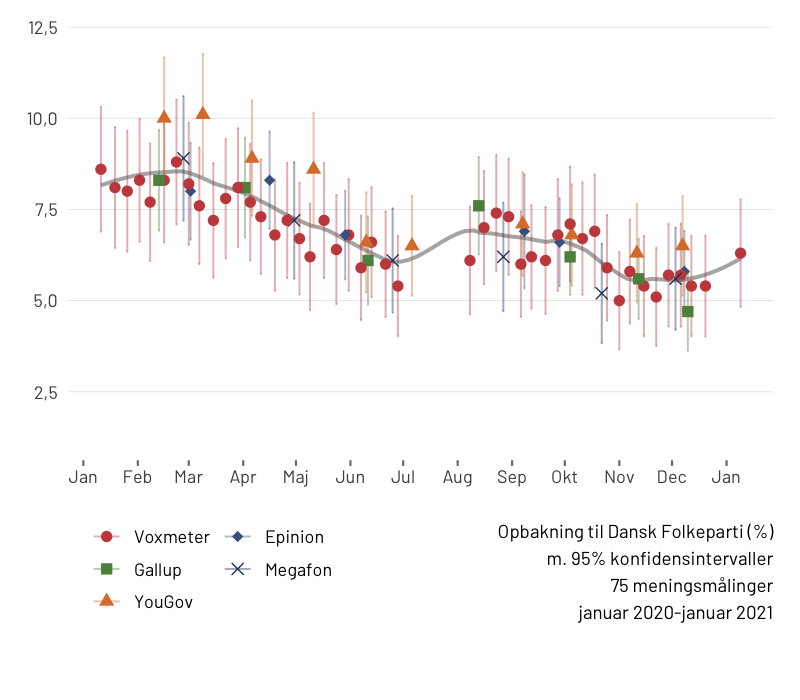 12,5
10,0
7,5
5,0
2,5
Jan Feb Mar Apr Maj Jun Jul Aug Sep Okt Nov Dec Jan
Voxmeter Epinion
Gallup Megafon
YouGov
Opbakning til Dansk Folkeparti (%)
m. 95% konfidensintervaller
75 meningsmålinger
januar 2020-januar 2021